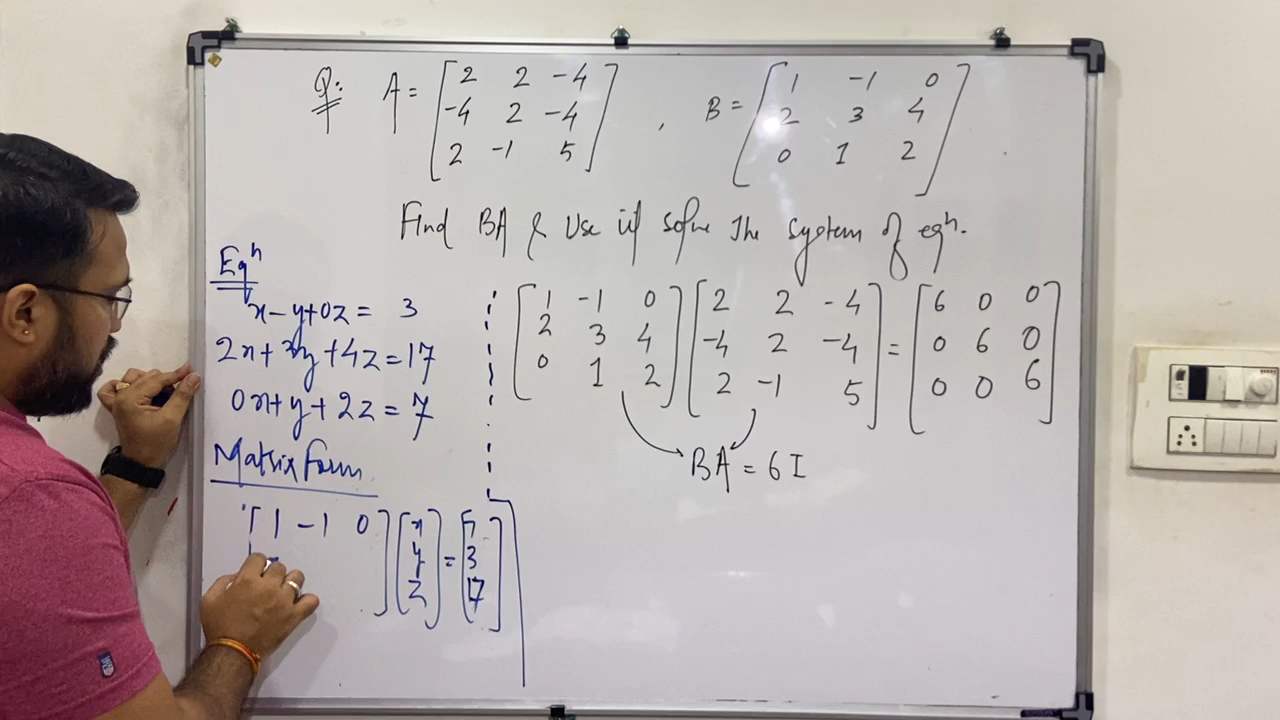 Q: A = [ 2 2 -4 , B = [ 1 -1 0
-4 2 -4 2 3 4
2 -1 5 ] 0 1 2 ]
Find BA & Use it solve The system of eqⁿ.
Eqⁿ
x - y + 0z = 3
2x + 3y + 4z = 17
0x + y + 2z = 7
Matrix Form
[ 1 -1 0 ] [ x y z ] = [ 7 3 17 ]
[ 1 -1 0 ] [ 2 2 -4 ] = [ 6 0 0 ]
[ 2 3 4 ] [ -4 2 -4 ] [ 0 6 0 ]
[ 0 1 2 ] [ 2 -1 5 ] [ 0 0 6 ]
BA = 6I